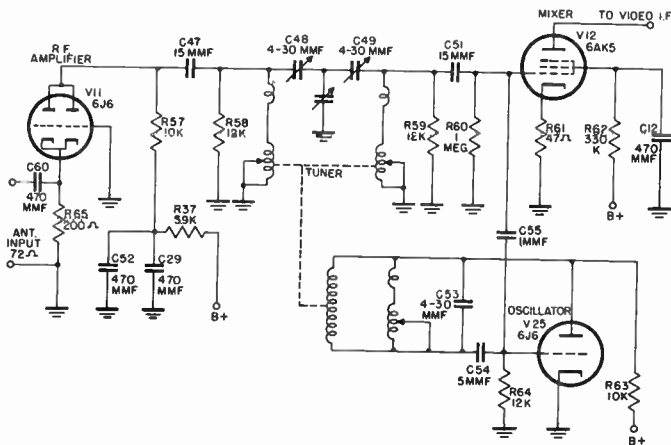 R.F.
AMPLIFIER
V11
6J6
C60
470
MMF
ANT.
INPUT
72Ω
R65
200Ω
C47
15 MMF
R57
10K
R58
12K
R37
3.9K
C52
470
MMF
C29
470
MMF
B+
C48
4-30 MMF
C49
4-30 MMF
TUNER
R59
12K
R60
1
MEG.
C51
15MMF
MIXER
V12
6AK5
TO VIDEO I.F
R61
47Ω
R62
330
K
C12
470
MMF
B+
C55
1MMF
C53
4-30
MMF
OSCILLATOR
V25
6J6
C54
5MMF
R64
12K
R63
10K
B+